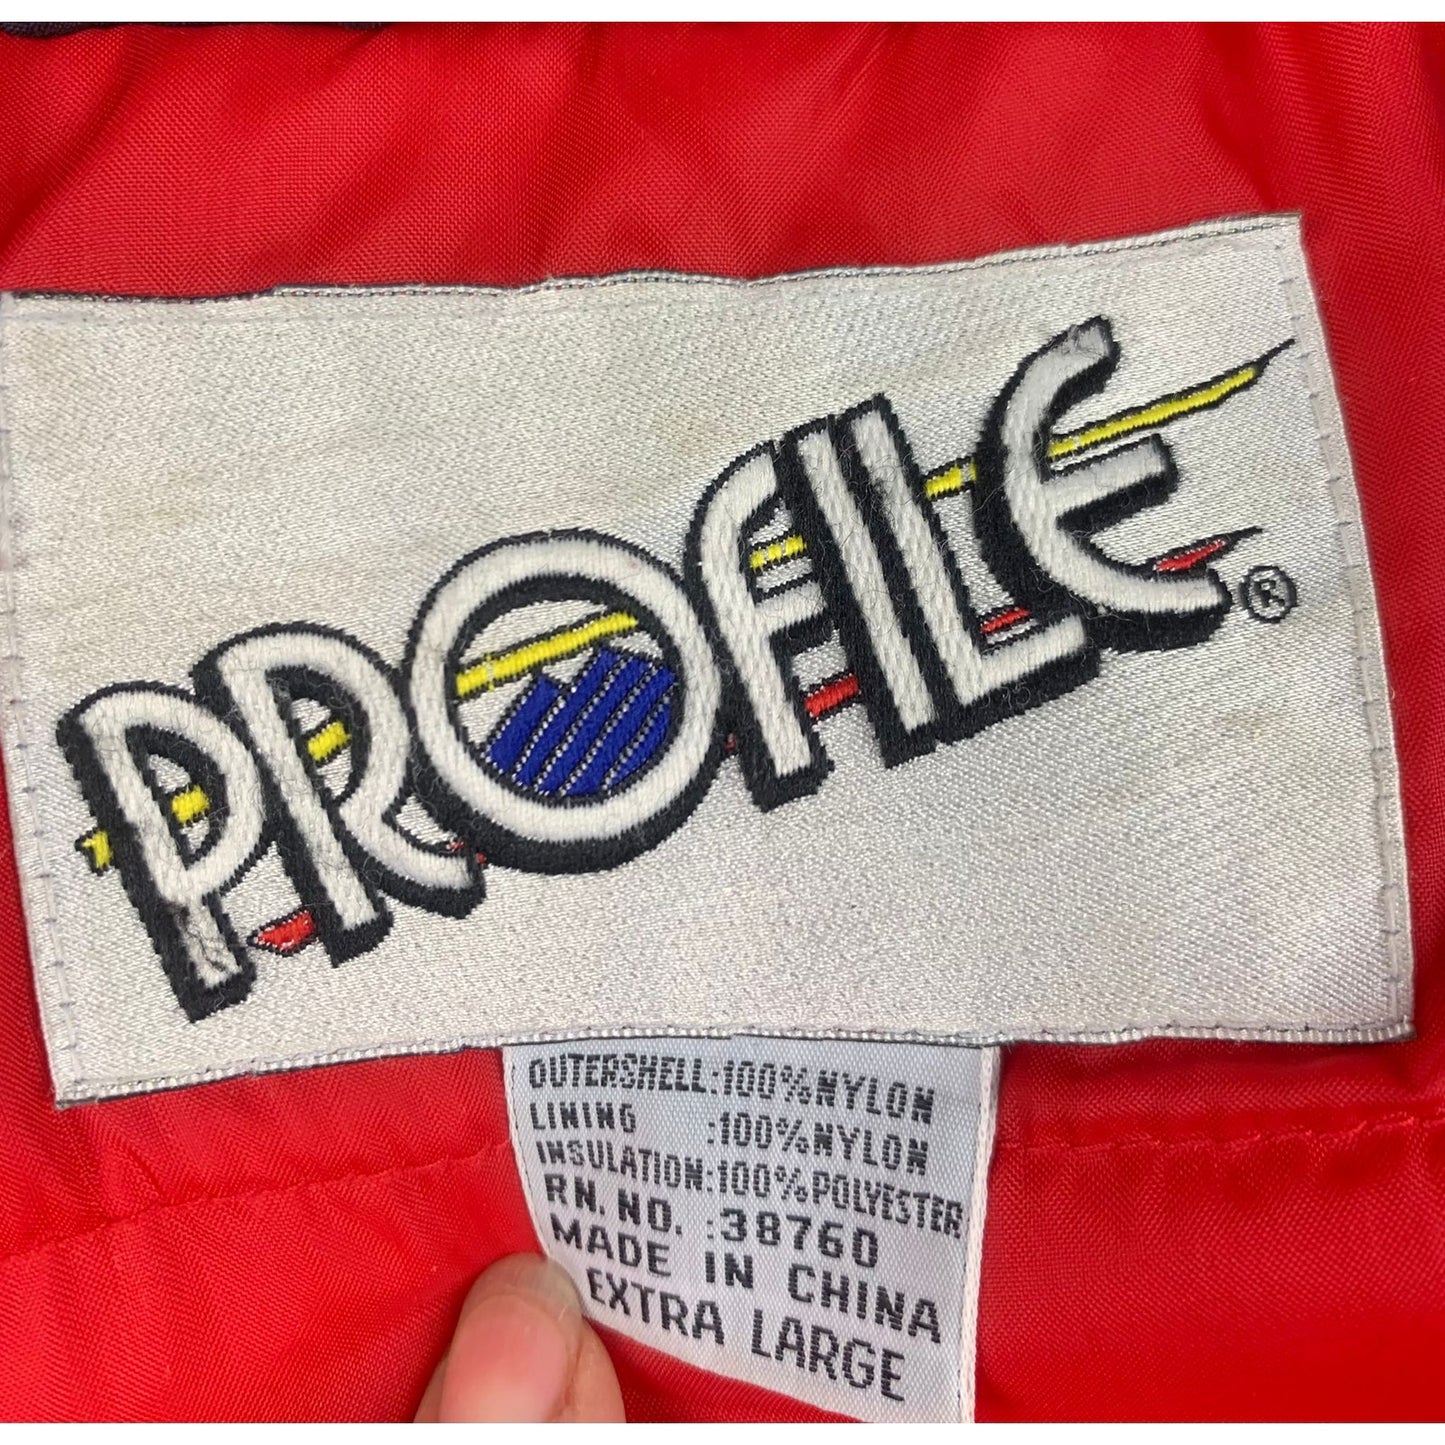 PROFILE®
OUTERSHELL:100%NYLON
LINING :100%NYLON
INSULATION:100%POLYESTER
RN.NO. :38760
MADE IN CHINA
EXTRA LARGE